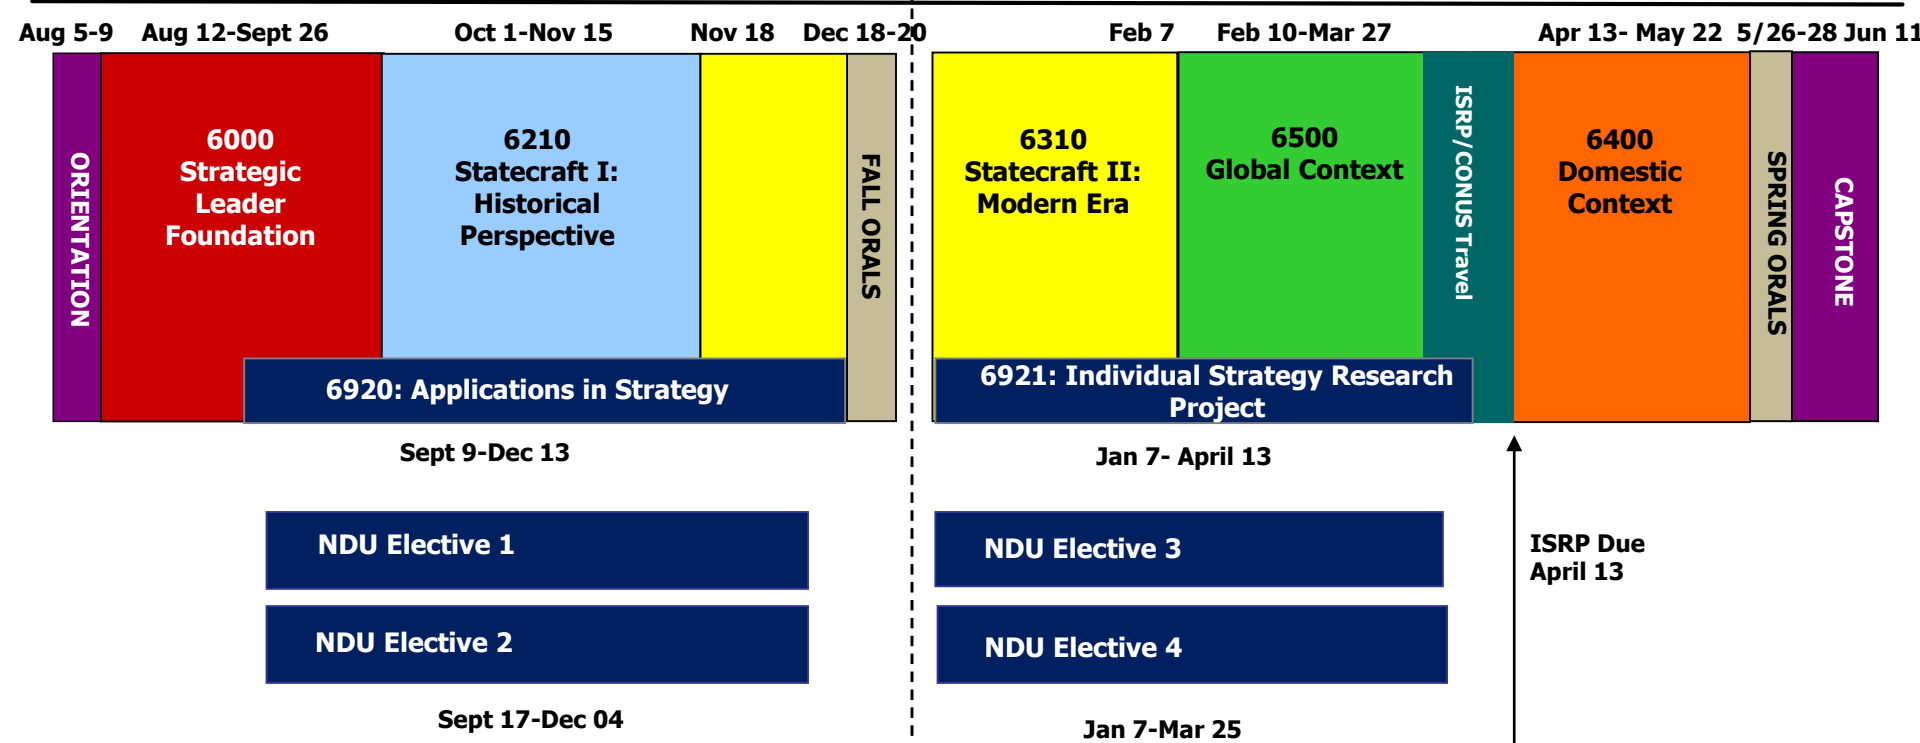 Aug 5-9
Aug 12-Sept 26
Oct 1-Nov 15
Nov 18
Dec 18-20
Feb 7
Feb 10-Mar 27
Apr 13- May 22
5/26-28
Jun 11
ORIENTATION
6000
Strategic
Leader
Foundation
6210
Statecraft I:
Historical
Perspective
FALL ORALS
6310
Statecraft II:
Modern Era
6500
Global Context
ISRP/CONUS Travel
6400
Domestic
Context
SPRING ORALS
CAPSTONE
6920: Applications in Strategy
6921: Individual Strategy Research
Project
Sept 9-Dec 13
Jan 7- April 13
NDU Elective 1
NDU Elective 2
Sept 17-Dec 04
NDU Elective 3
NDU Elective 4
Jan 7-Mar 25
ISRP Due
April 13